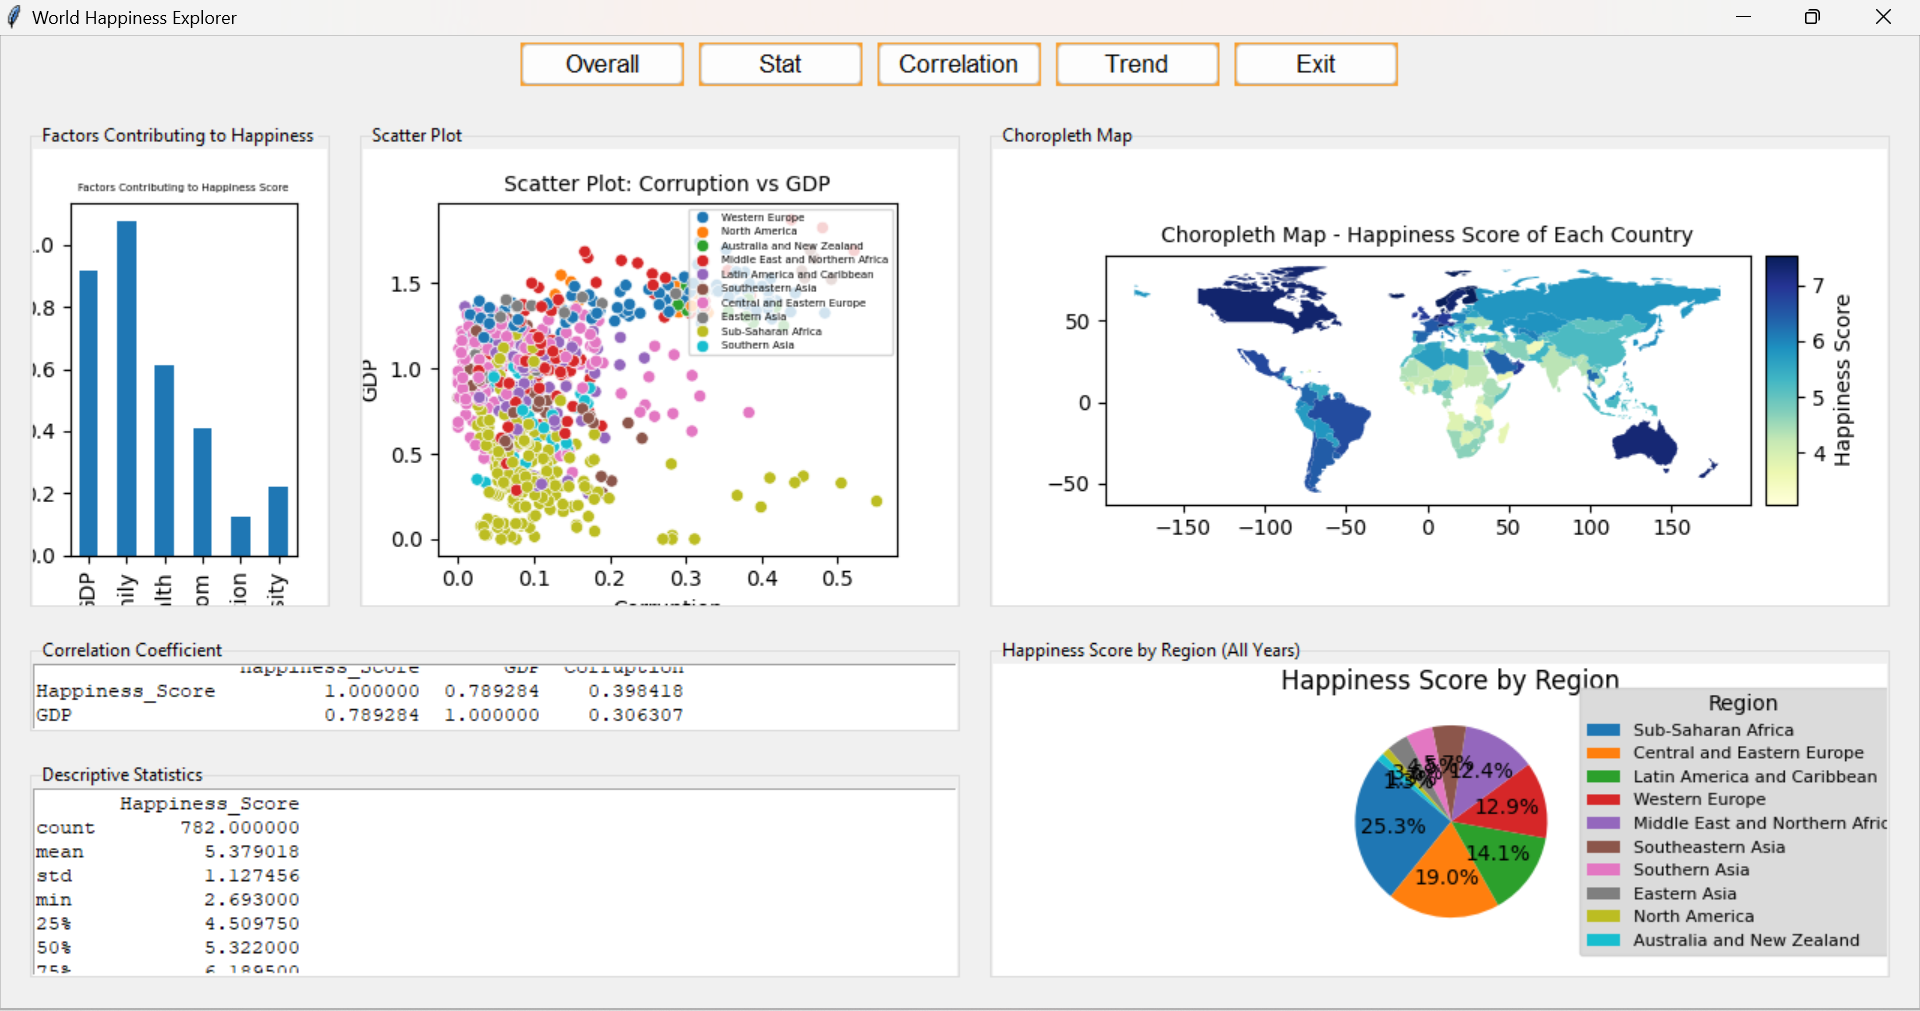 World Happiness Explorer
Overall
Stat
Correlation
Trend
Exit
Factors Contributing to Happiness
Factors Contributing to Happiness Score
.0
0.8
0.6
0.4
0.2
0.0
GDP
ily
lth
om
ion
sity
Scatter Plot
Scatter Plot: Corruption vs GDP
Western Europe
North America
Australia and New Zealand
Middle East and Northern Africa
Latin America and Caribbean
Southeastern Asia
Central and Eastern Europe
Eastern Asia
Sub-Saharan Africa
Southern Asia
GDP
1.5
1.0
0.5
0.0
0.0 0.1 0.2 0.3 0.4 0.5
Corruption
Choropleth Map
Choropleth Map - Happiness Score of Each Country
50
0
−50
−150 −100 −50 0 50 100 150
7
6
5
4
Happiness Score
Correlation Coefficient
Happiness_Score GDP Corruption
Happiness_Score 1.000000 0.789284 0.398418
GDP 0.789284 1.000000 0.306307
Descriptive Statistics
Happiness_Score
count 782.000000
mean 5.379018
std 1.127456
min 2.693000
25% 4.509750
50% 5.322000
75% 6.189500
Happiness Score by Region (All Years)
Happiness Score by Region
25.3%
19.0%
14.1%
12.9%
12.4%
5.7%
Region
Sub-Saharan Africa
Central and Eastern Europe
Latin America and Caribbean
Western Europe
Middle East and Northern Afric
Southeastern Asia
Southern Asia
Eastern Asia
North America
Australia and New Zealand